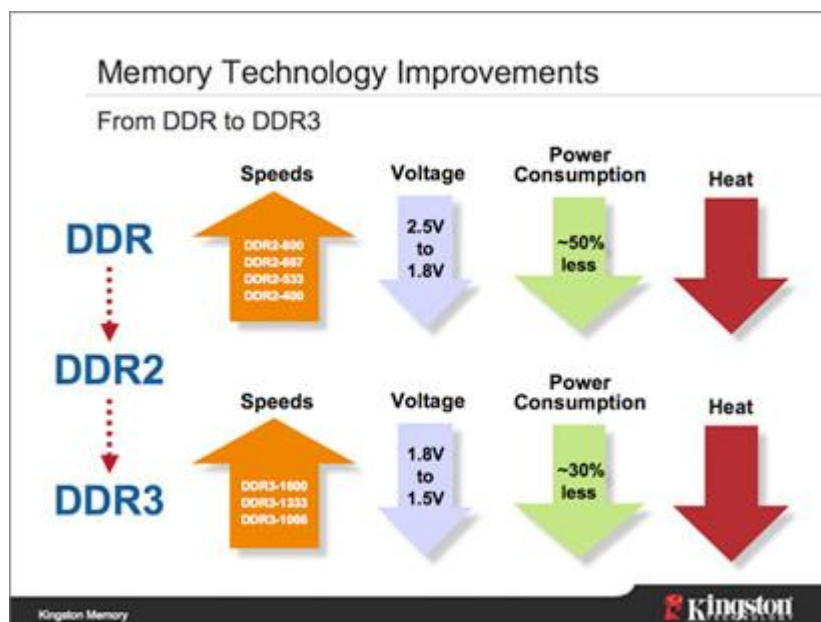 Memory Technology Improvements
From DDR to DDR3
Speeds
Voltage
Power
Consumption
Heat
DDR
DDR2-800
DDR2-667
DDR2-533
DDR2-400
2.5V
to
1.8V
~50%
less
DDR2
Speeds
Voltage
Power
Consumption
Heat
DDR3
DDR3-1600
DDR3-1333
DDR3-1066
1.8V
to
1.5V
~30%
less
Kingston Memory
Kingston
TECHNOLOGY